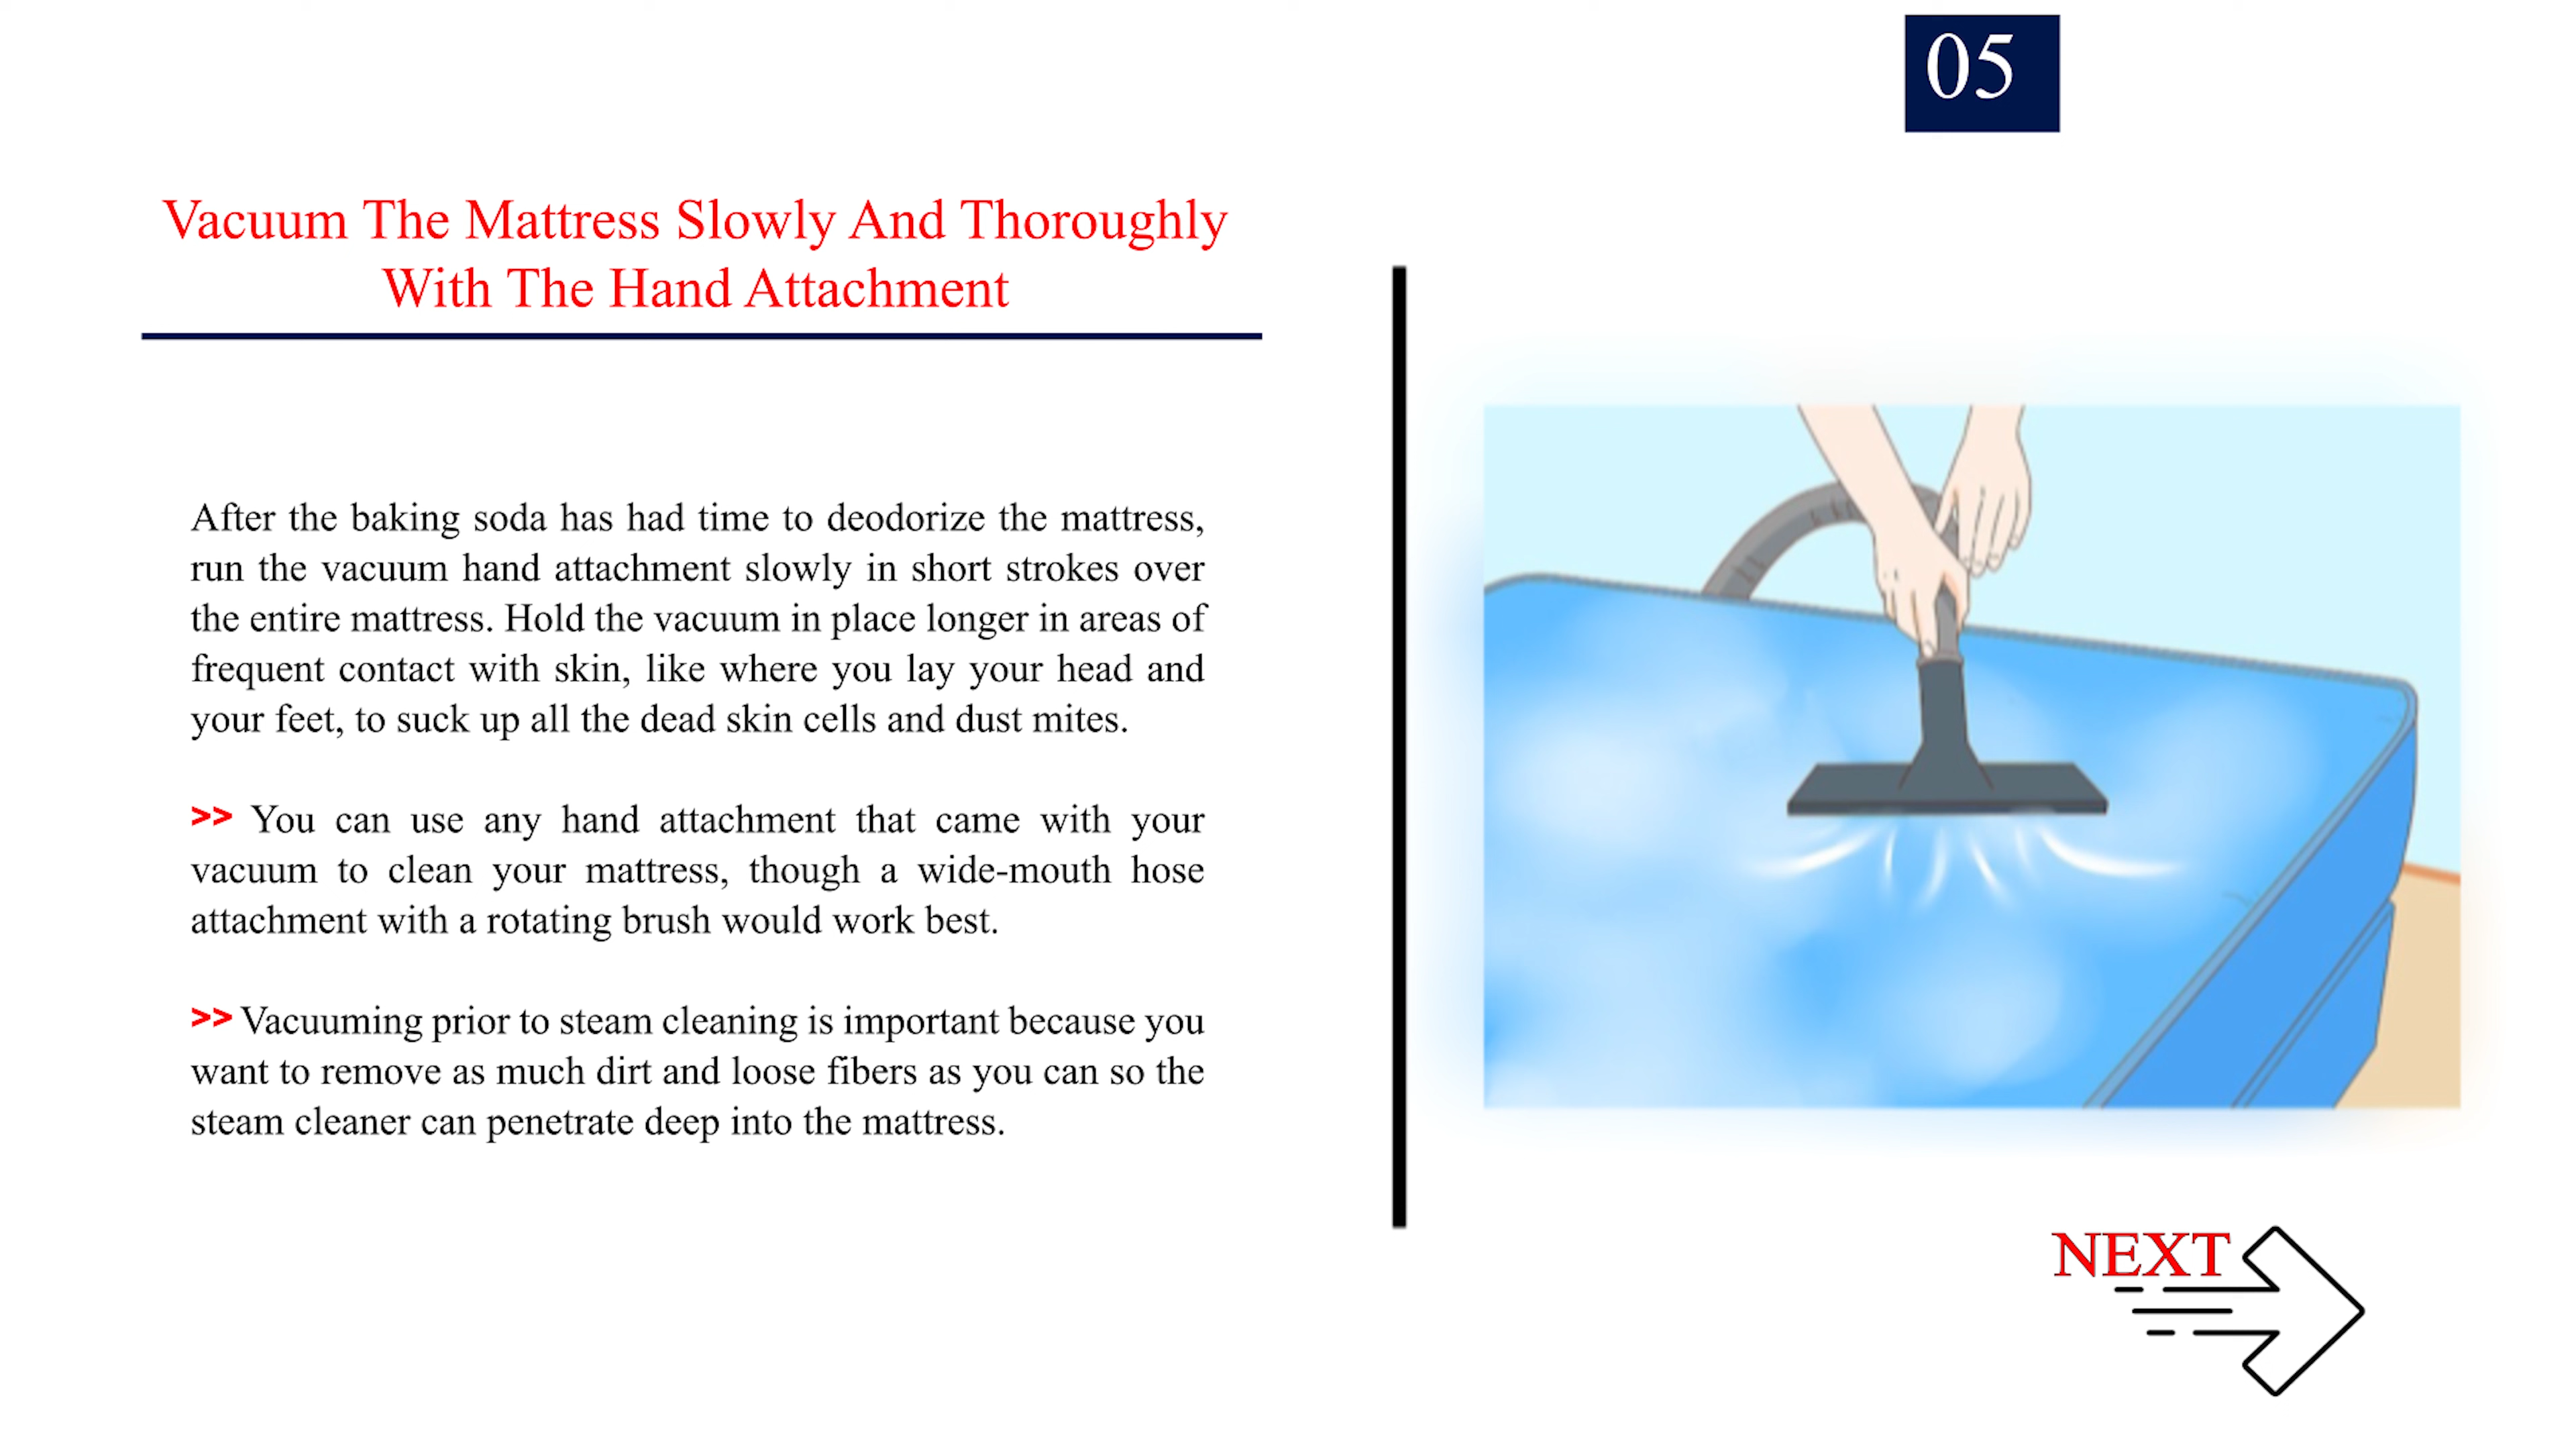 05
Vacuum The Mattress Slowly And Thoroughly
With The Hand Attachment
After the baking soda has had time to deodorize the mattress,
run the vacuum hand attachment slowly in short strokes over
the entire mattress. Hold the vacuum in place longer in areas of
frequent contact with skin, like where you lay your head and
your feet, to suck up all the dead skin cells and dust mites.
>> You can use any hand attachment that came with your
vacuum to clean your mattress, though a wide-mouth hose
attachment with a rotating brush would work best.
>> Vacuuming prior to steam cleaning is important because you
want to remove as much dirt and loose fibers as you can so the
steam cleaner can penetrate deep into the mattress.
NEXT